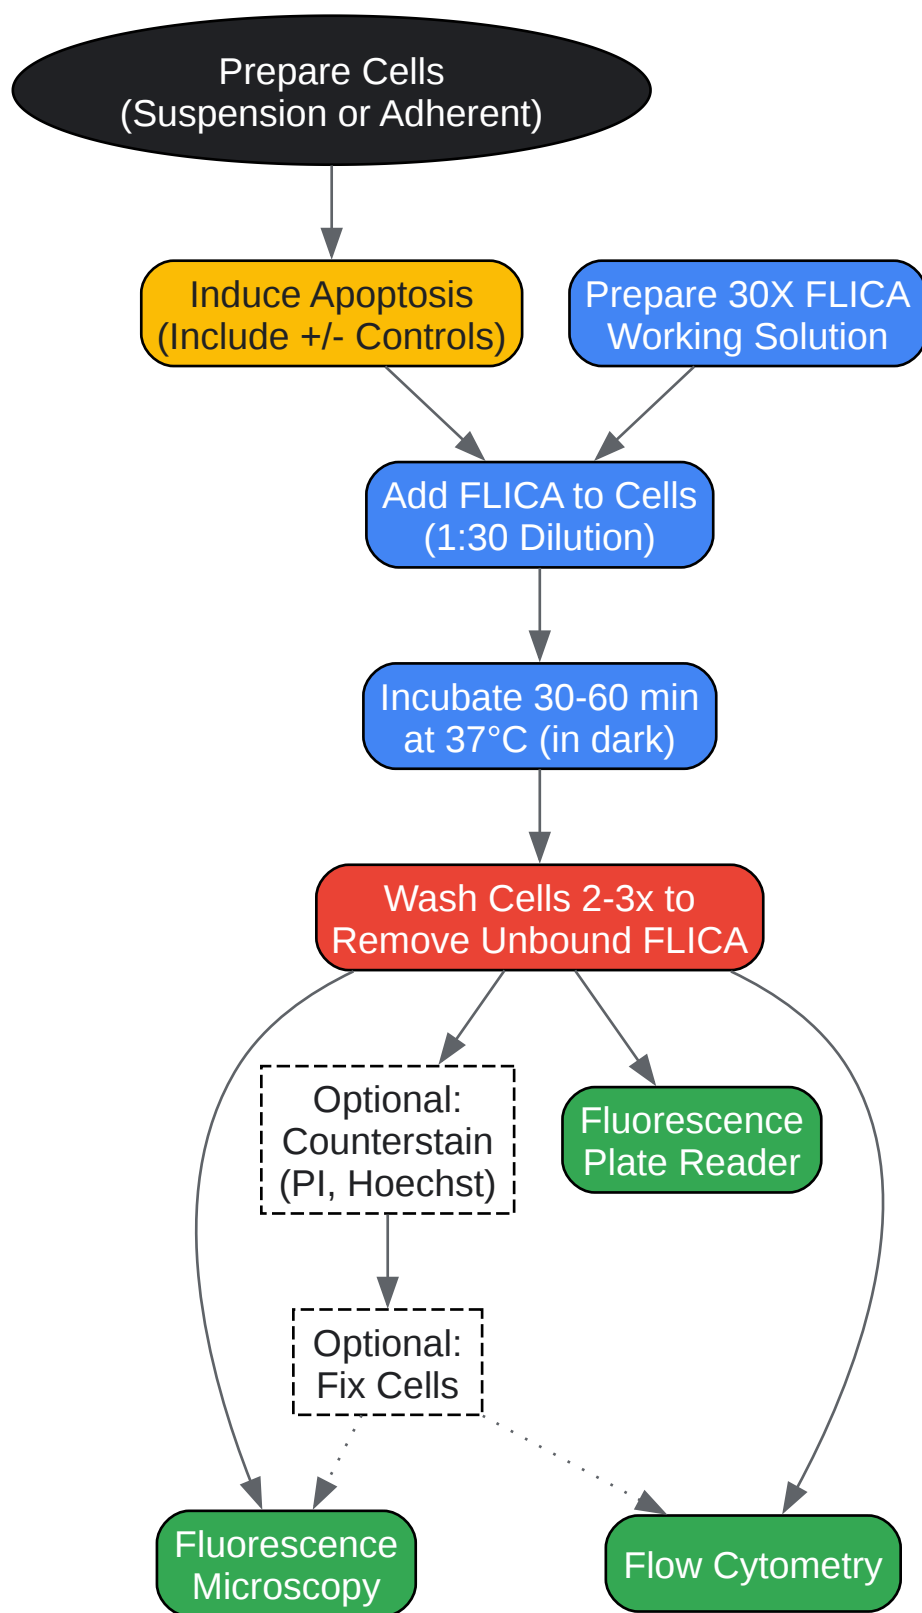 Prepare Cells
(Suspension or Adherent)
Induce Apoptosis
(Include +/- Controls)
Prepare 30X FLICA
Working Solution
Add FLICA to Cells
(1:30 Dilution)
Incubate 30-60 min
at 37°C (in dark)
Wash Cells 2-3x to
Remove Unbound FLICA
Optional:
Counterstain
(PI, Hoechst)
Fluorescence
Plate Reader
Optional:
Fix Cells
Fluorescence
Microscopy
Flow Cytometry